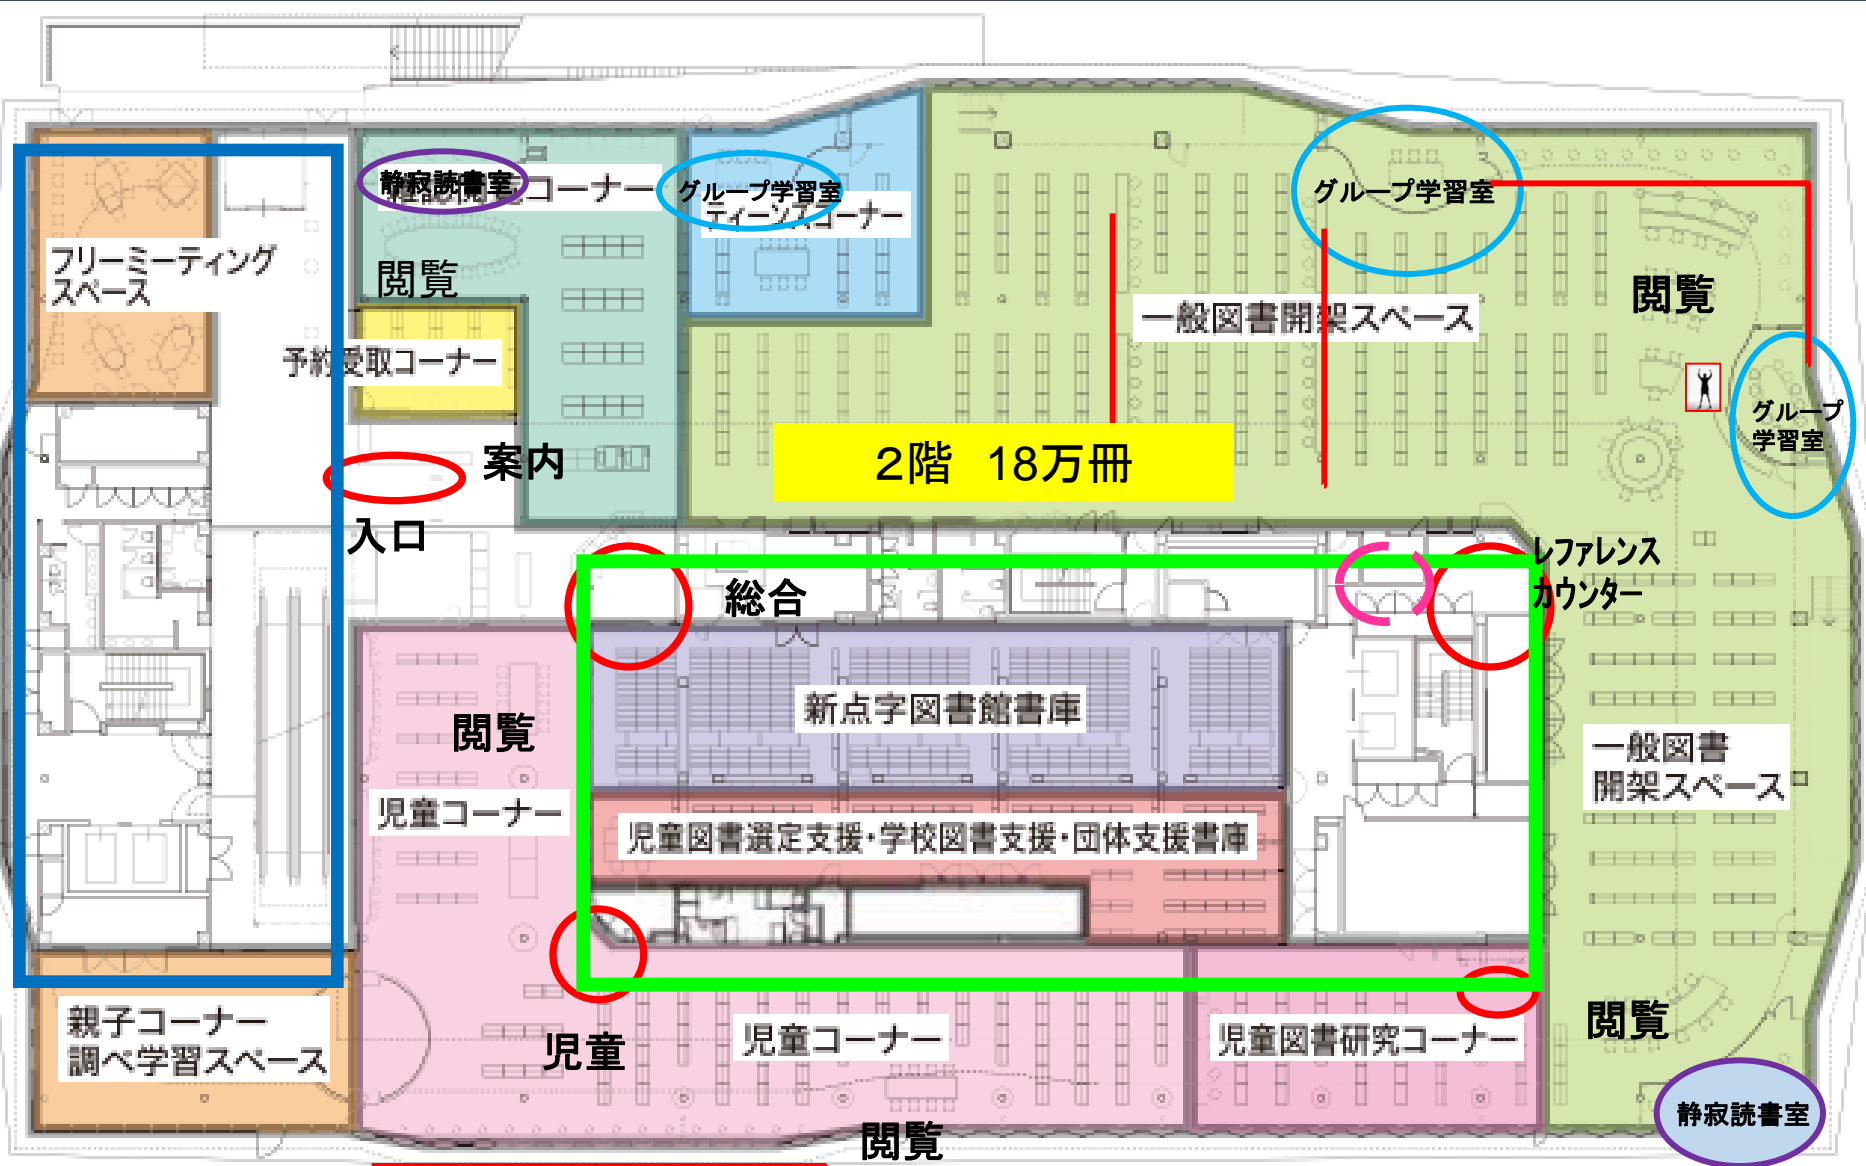 静寂読書室
コーナー
グループ学習室
ティーンズコーナー
グループ学習室
フリーミーティング
スペース
閲覧
閲覧
一般図書開架スペース
予約受取コーナー
グループ
学習室
案内
2階 18万冊
入口
レファレンス
カウンター
総合
新点字図書館書庫
閲覧
一般図書
開架スペース
児童コーナー
児童図書選定支援・学校図書支援・団体支援書庫
親子コーナー
調べ学習スペース
児童
児童コーナー
児童図書研究コーナー
閲覧
静寂読書室
閲覧